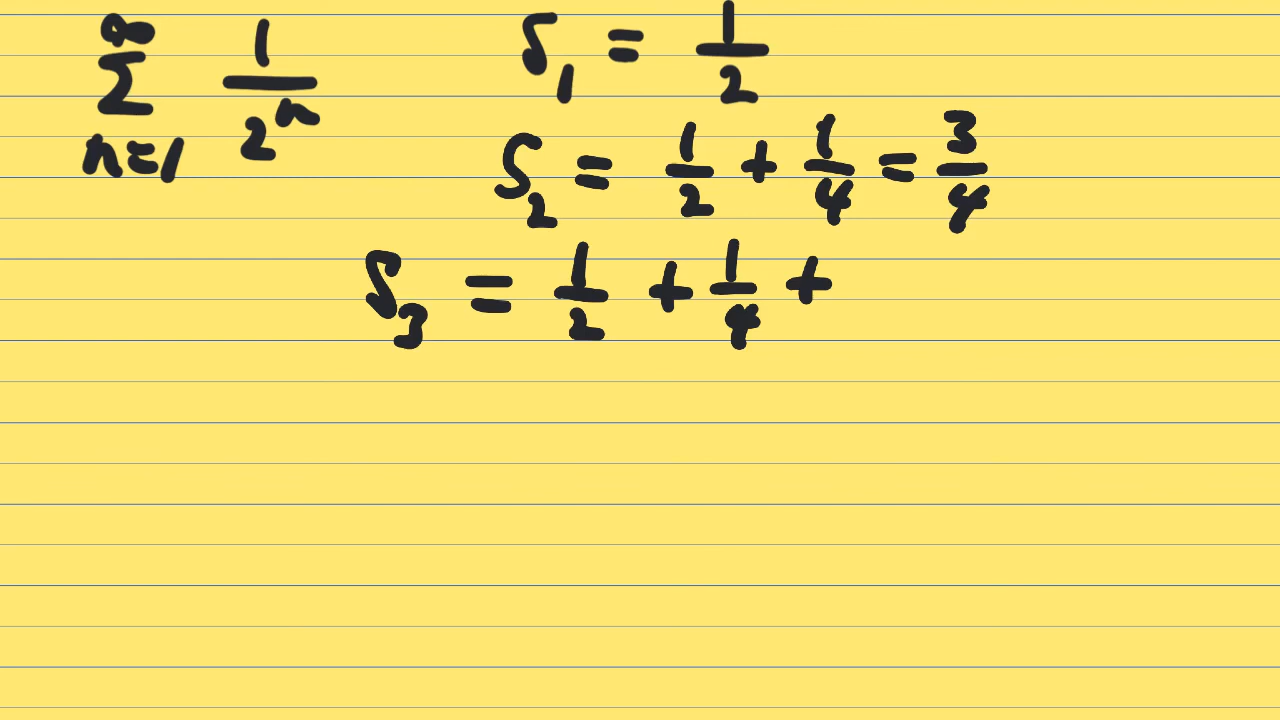 ∞
∑ 1/2^n    S_1 = 1/2
n=1
S_2 = 1/2 + 1/4 = 3/4
S_3 = 1/2 + 1/4 +